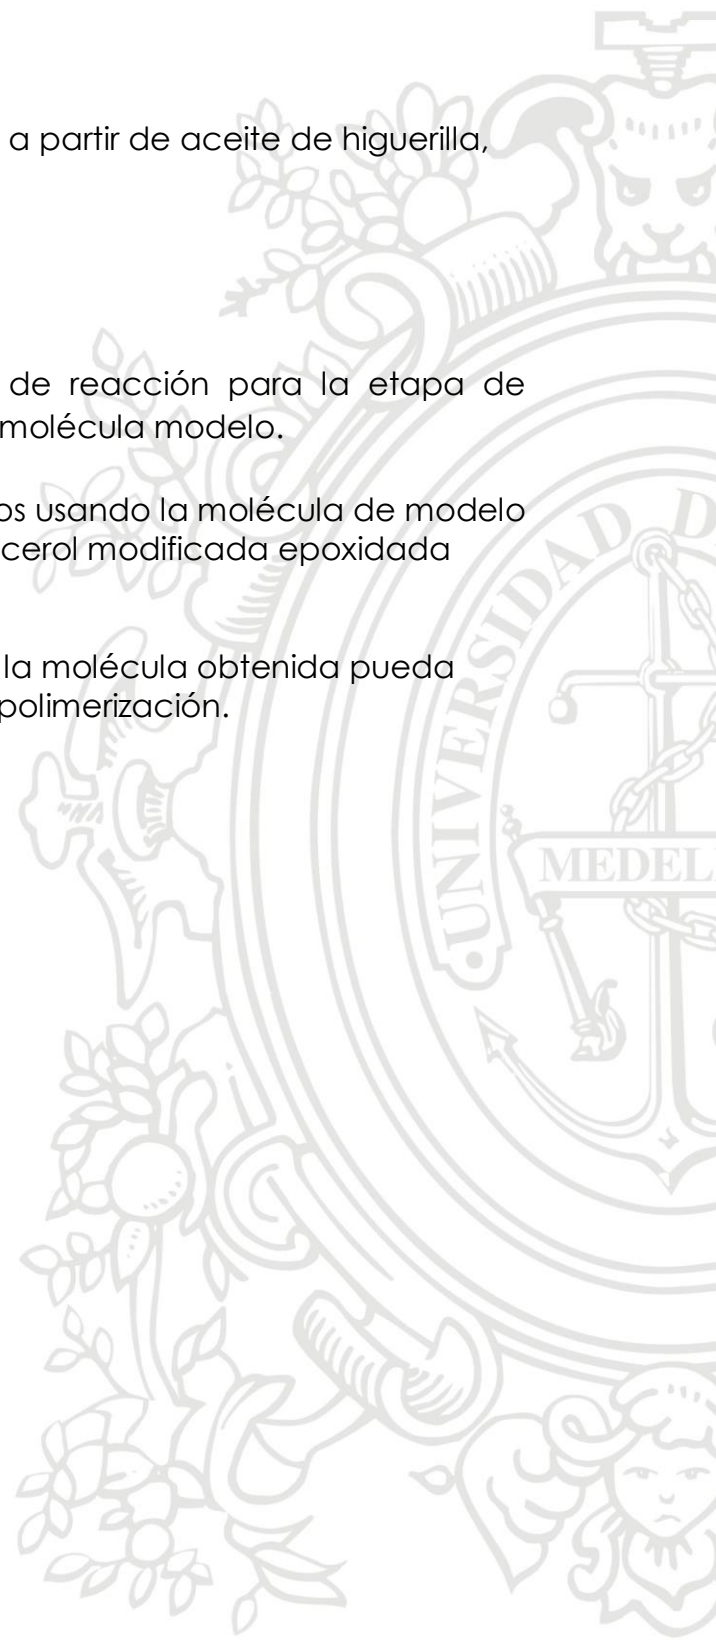 a partir de aceite de higuerilla,
de reacción para la etapa de
molécula modelo.
os usando la molécula de modelo
cerol modificada epoxidada
la molécula obtenida pueda
polimerización.
UNIVERSIDAD D
MEDEL